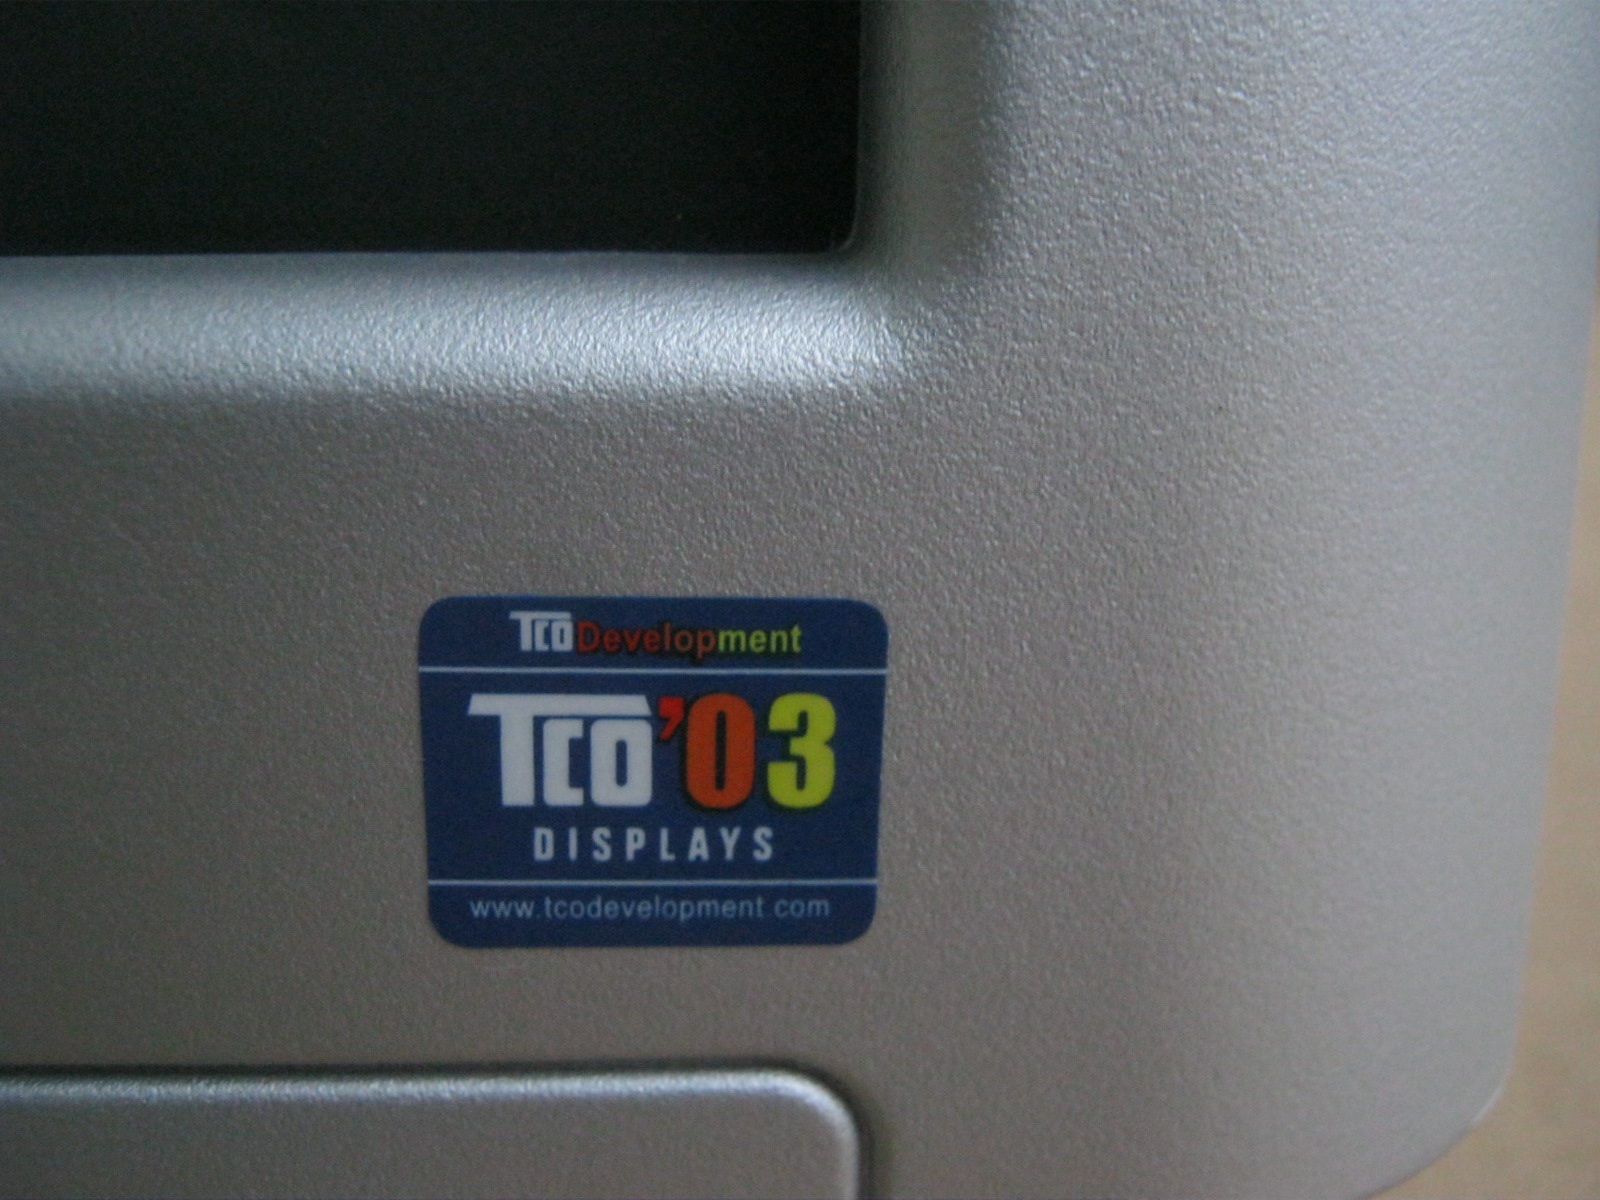 TCO Development
TCO'03
DISPLAYS
www.tcodevelopment.com